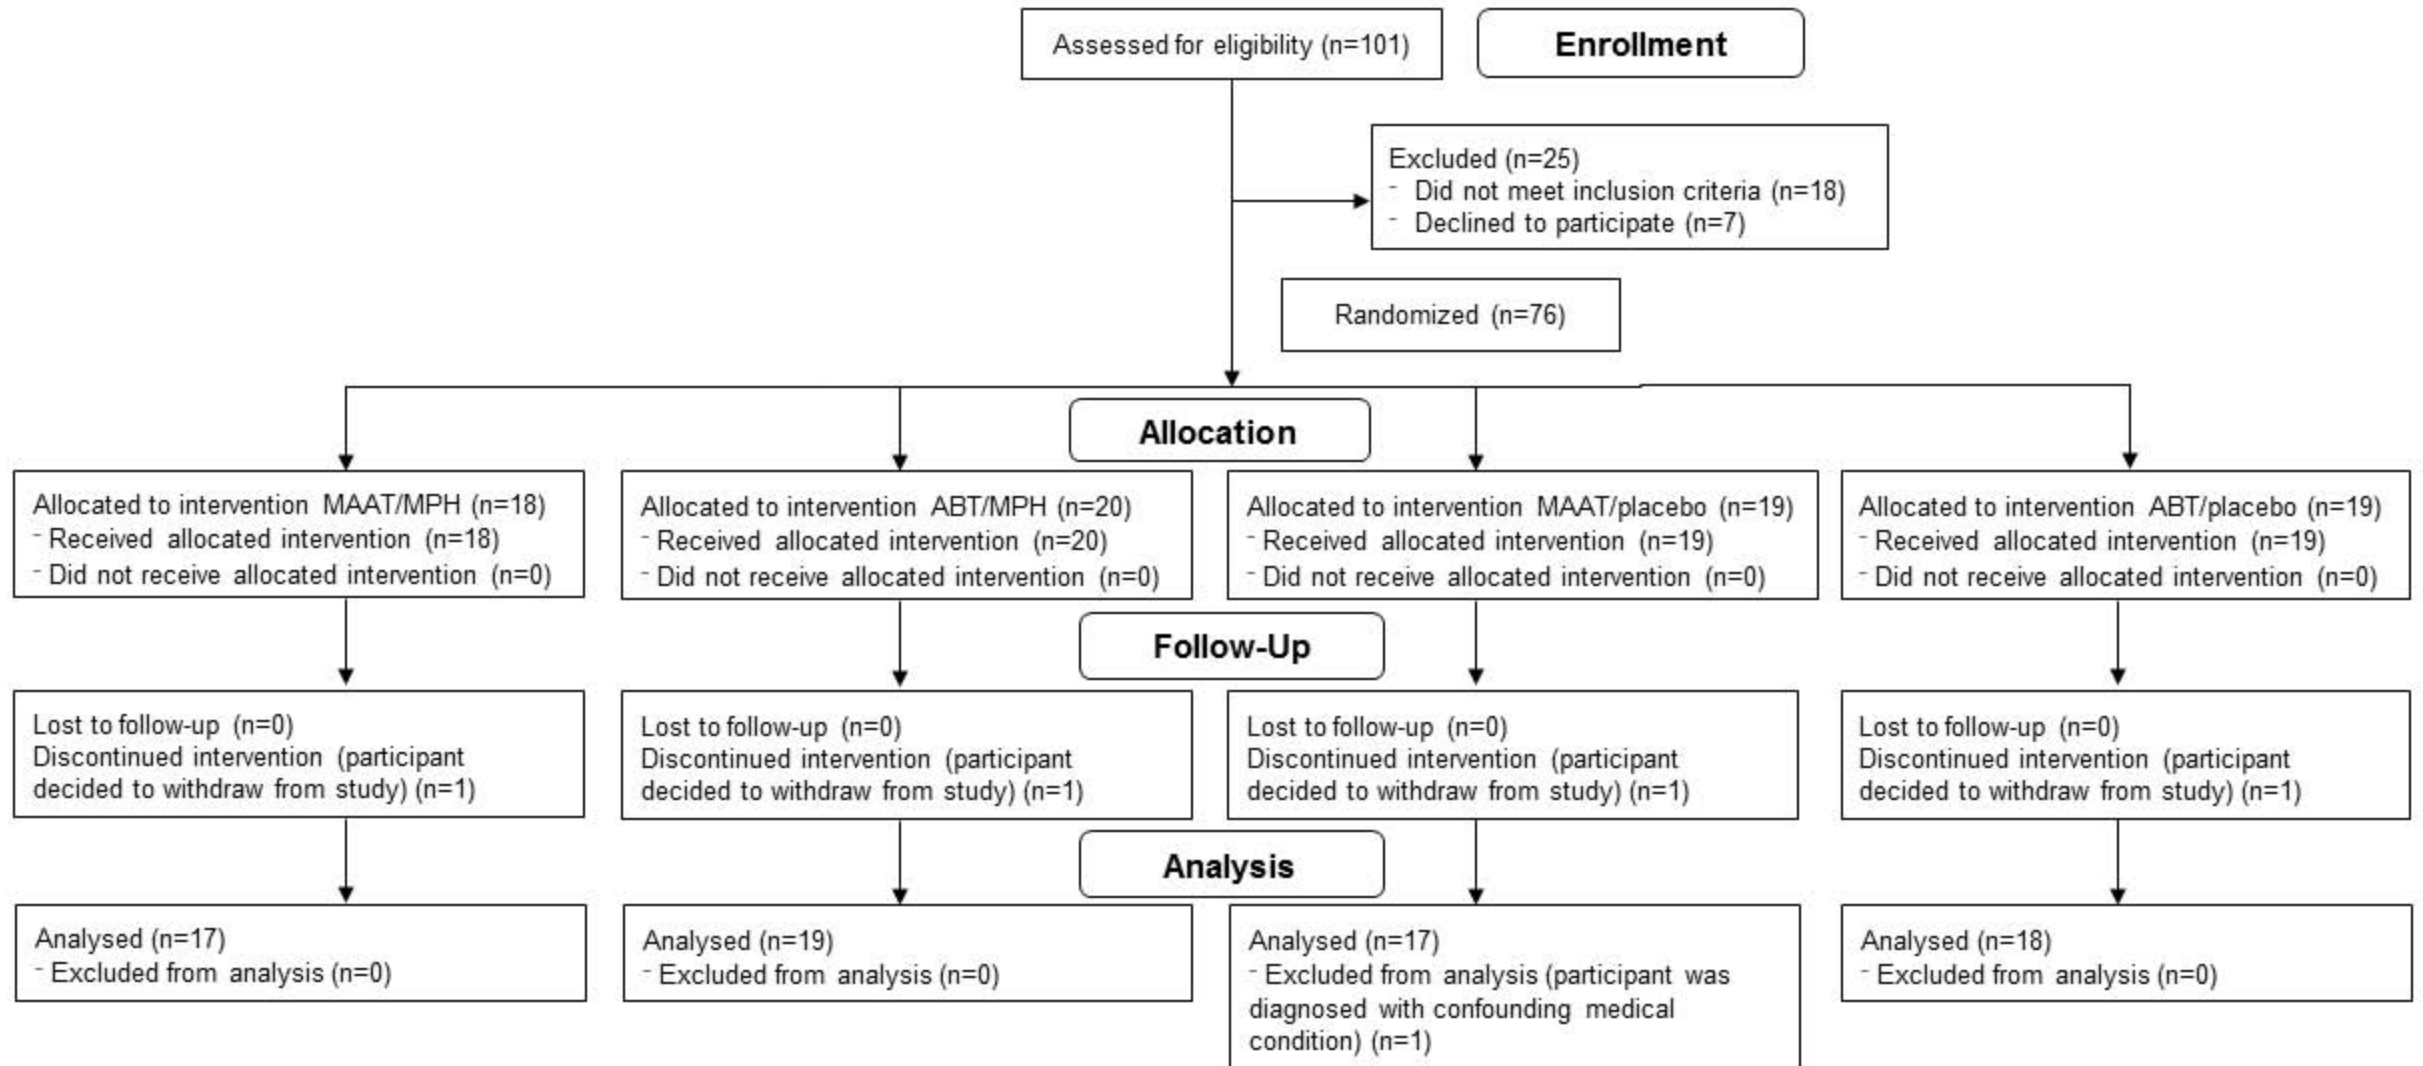 Assessed for eligibility (n=101)
Enrollment
Excluded (n=25)
- Did not meet inclusion criteria (n=18)
- Declined to participate (n=7)
Randomized (n=76)
Allocation
Allocated to intervention MAAT/MPH (n=18)
- Received allocated intervention (n=18)
- Did not receive allocated intervention (n=0)
Allocated to intervention ABT/MPH (n=20)
- Received allocated intervention (n=20)
- Did not receive allocated intervention (n=0)
Allocated to intervention MAAT/placebo (n=19)
- Received allocated intervention (n=19)
- Did not receive allocated intervention (n=0)
Allocated to intervention ABT/placebo (n=19)
- Received allocated intervention (n=19)
- Did not receive allocated intervention (n=0)
Follow-Up
Lost to follow-up (n=0)
Discontinued intervention (participant
decided to withdraw from study) (n=1)
Lost to follow-up (n=0)
Discontinued intervention (participant
decided to withdraw from study) (n=1)
Lost to follow-up (n=0)
Discontinued intervention (participant
decided to withdraw from study) (n=1)
Lost to follow-up (n=0)
Discontinued intervention (participant
decided to withdraw from study) (n=1)
Analysis
Analysed (n=17)
- Excluded from analysis (n=0)
Analysed (n=19)
- Excluded from analysis (n=0)
Analysed (n=17)
- Excluded from analysis (participant was
diagnosed with confounding medical
condition) (n=1)
Analysed (n=18)
- Excluded from analysis (n=0)